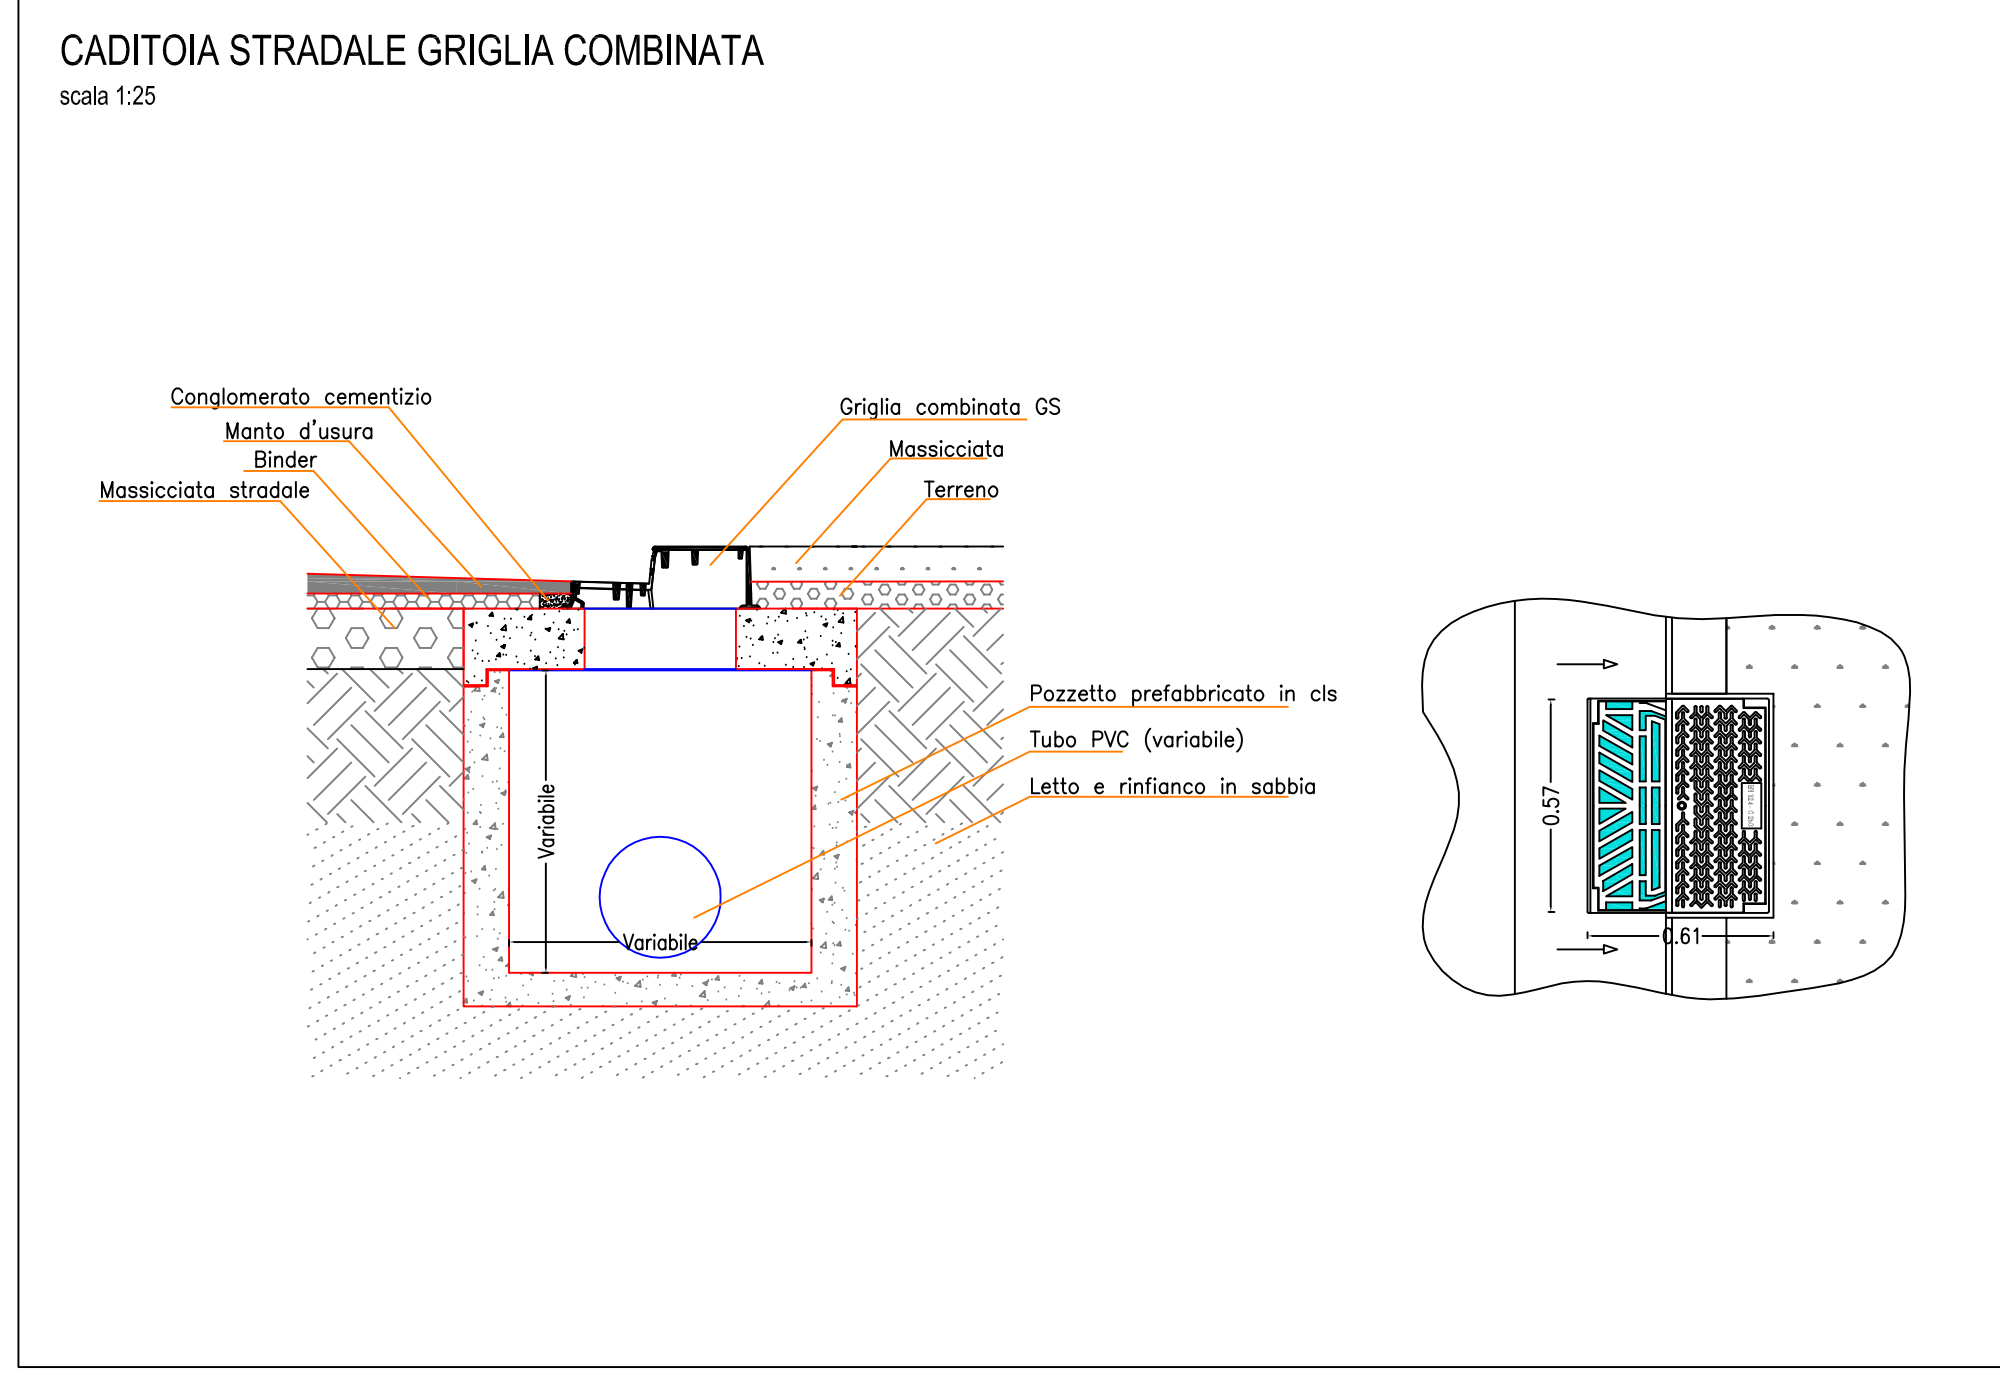 CADITOIA STRADALE GRIGLIA COMBINATA
scala 1:25
Conglomerato cementizio
Manto d'usura
Binder
Massicciata stradale
Griglia combinata GS
Massicciata
Terreno
Pozzetto prefabbricato in cls
Tubo PVC (variabile)
Letto e rinfianco in sabbia
Variabile
Variabile
0.57
0.61